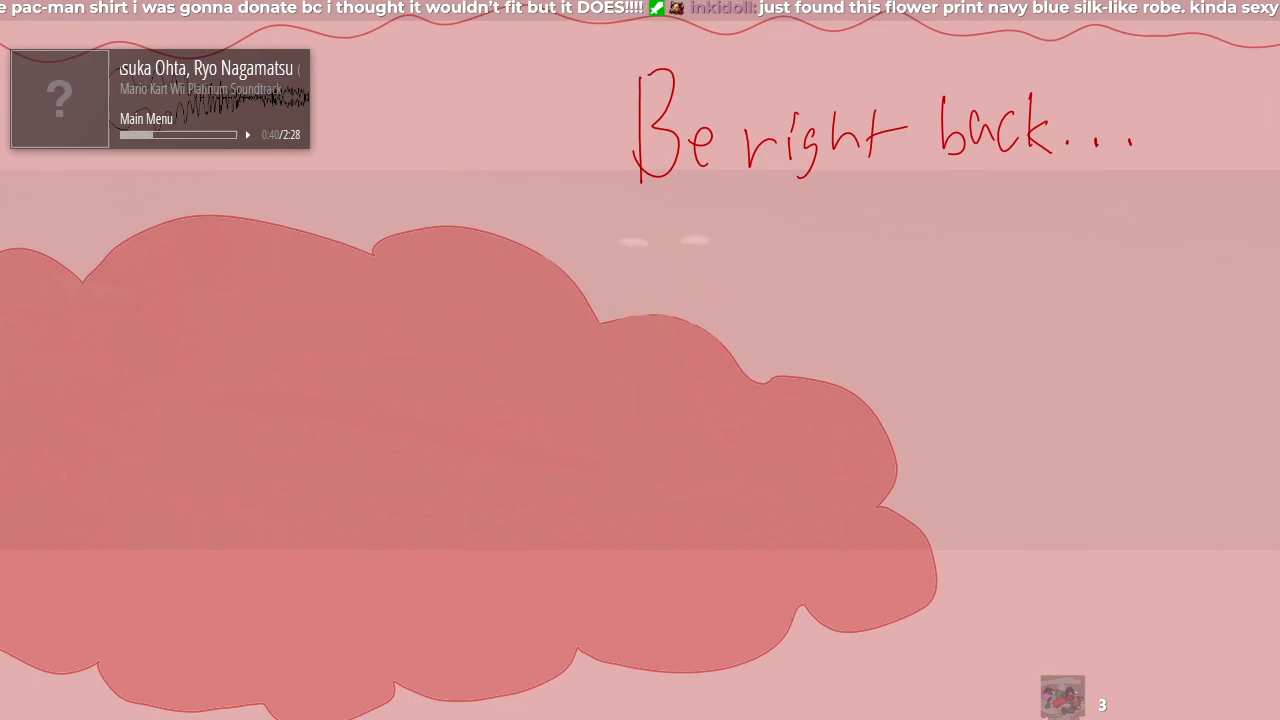 e pac-man shirt i was gonna donate bc i thought it wouldn't fit but it DOES!!!! inkidoll: just found this flower print navy blue silk-like robe. kinda sexy
suka Ohta, Ryo Nagamatsu (
Mario Kart Wii Platinum Soundtrack
Main Menu
0:40/2:28
?
Be right back...
3